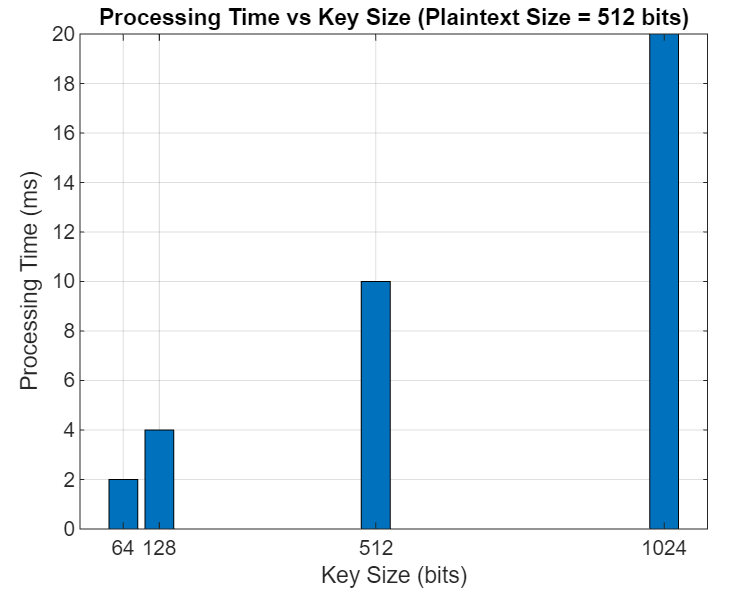 Processing Time vs Key Size (Plaintext Size = 512 bits)
20
18
16
14
12
10
8
6
4
2
0
Processing Time (ms)
64 128 512 1024
Key Size (bits)